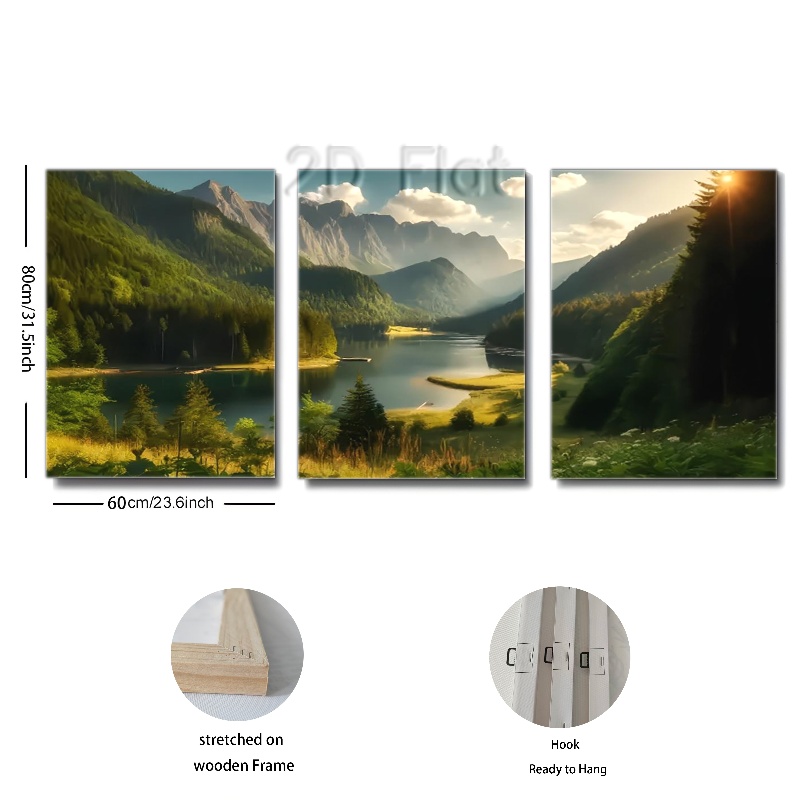 2D Flat
80cm/31.5inch
60cm/23.6inch
stretched on
wooden Frame
Hook
Ready to Hang